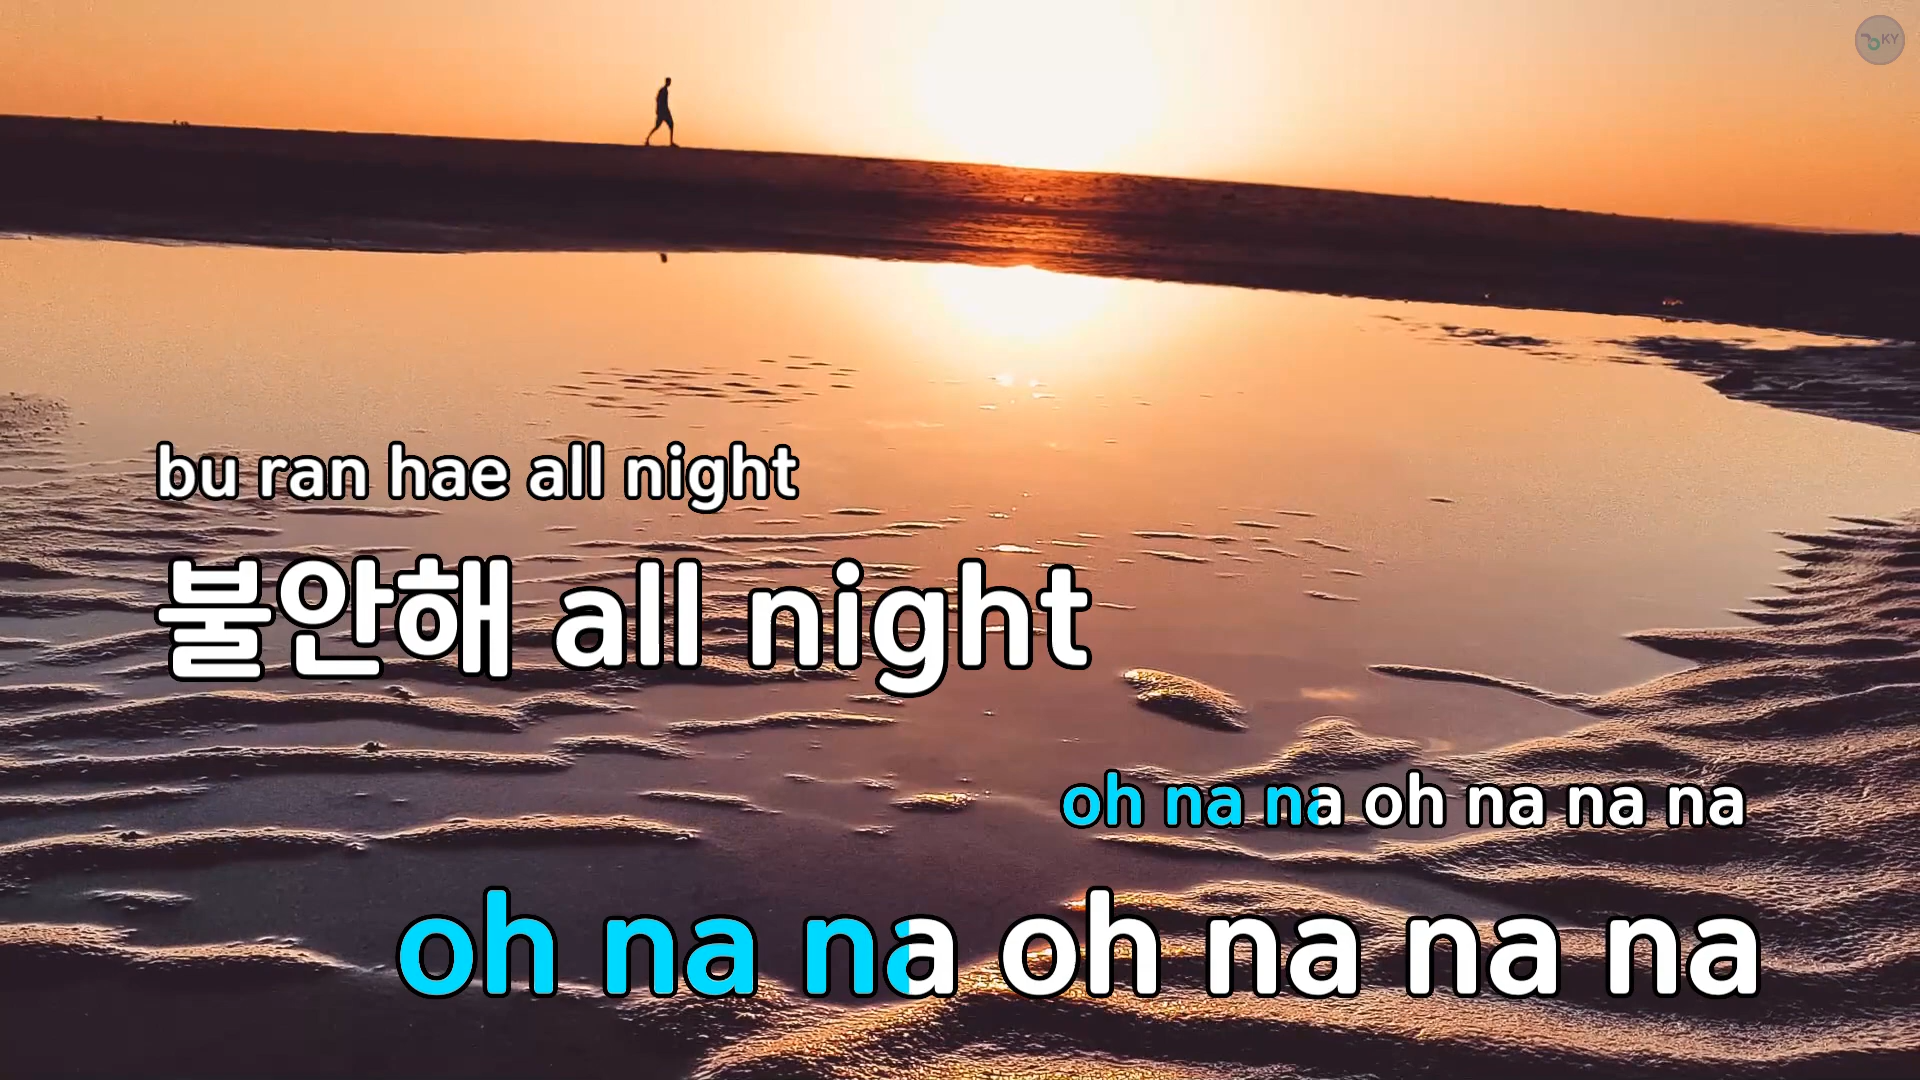 KY
bu ran hae all night
불안해 all night
oh na na oh na na na
oh na na oh na na na